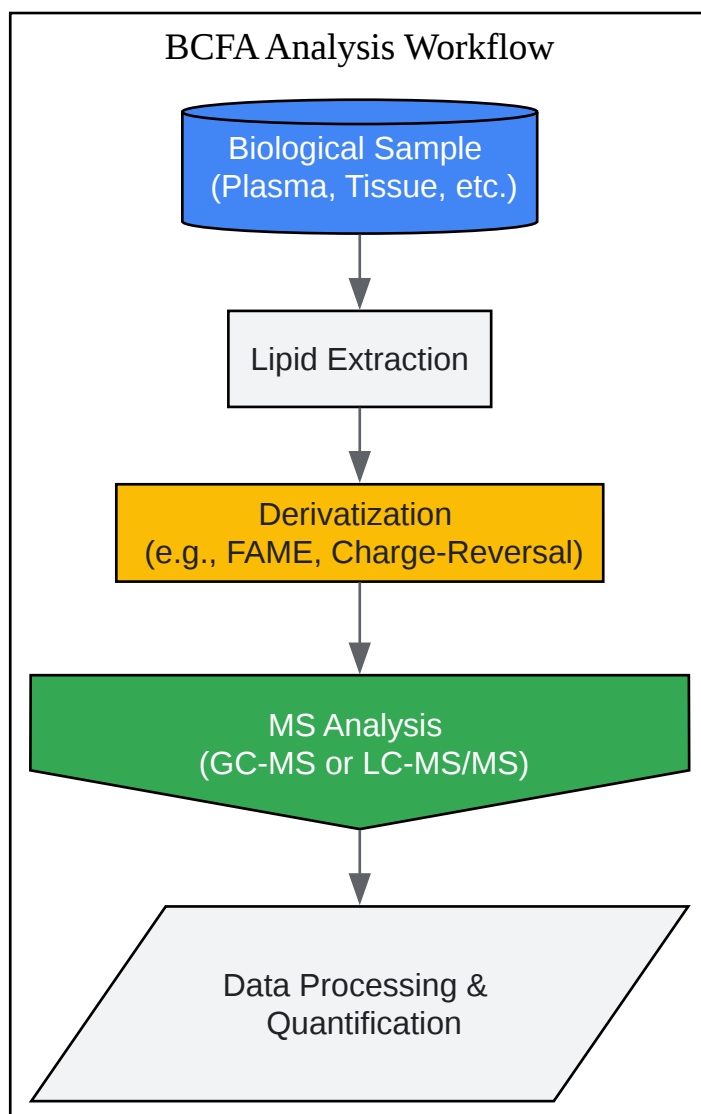 BCFA Analysis Workflow
Biological Sample
(Plasma, Tissue, etc.)
Lipid Extraction
Derivatization
(e.g., FAME, Charge-Reversal)
MS Analysis
(GC-MS or LC-MS/MS)
Data Processing &
Quantification